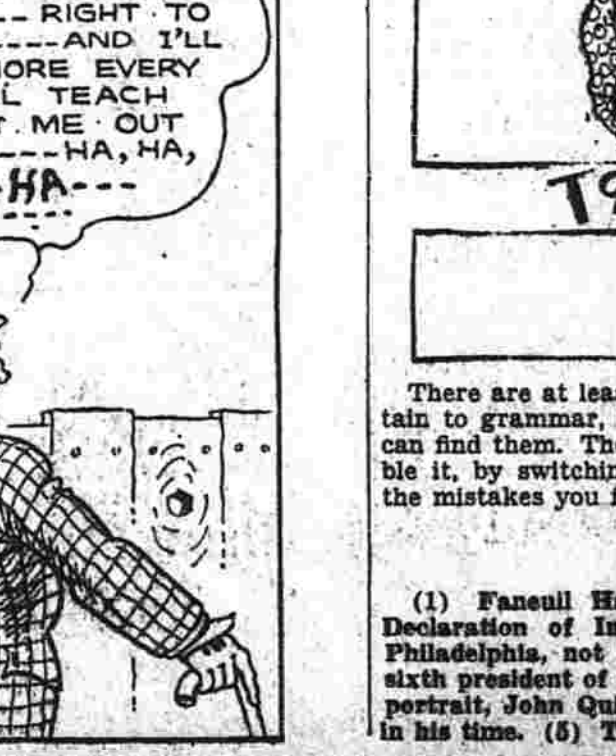 RIGHT TO
AND I'LL
MORE EVERY
L TEACH
T. ME OUT
HA, HA,
HA
There are at leas
tain to grammar,
can find them. Th
ble it, by switchin
the mistakes you
(1) Faneuil H
Declaration of In
Philadelphia, not
sixth president of
portrait, John Qui
in his time. (5)